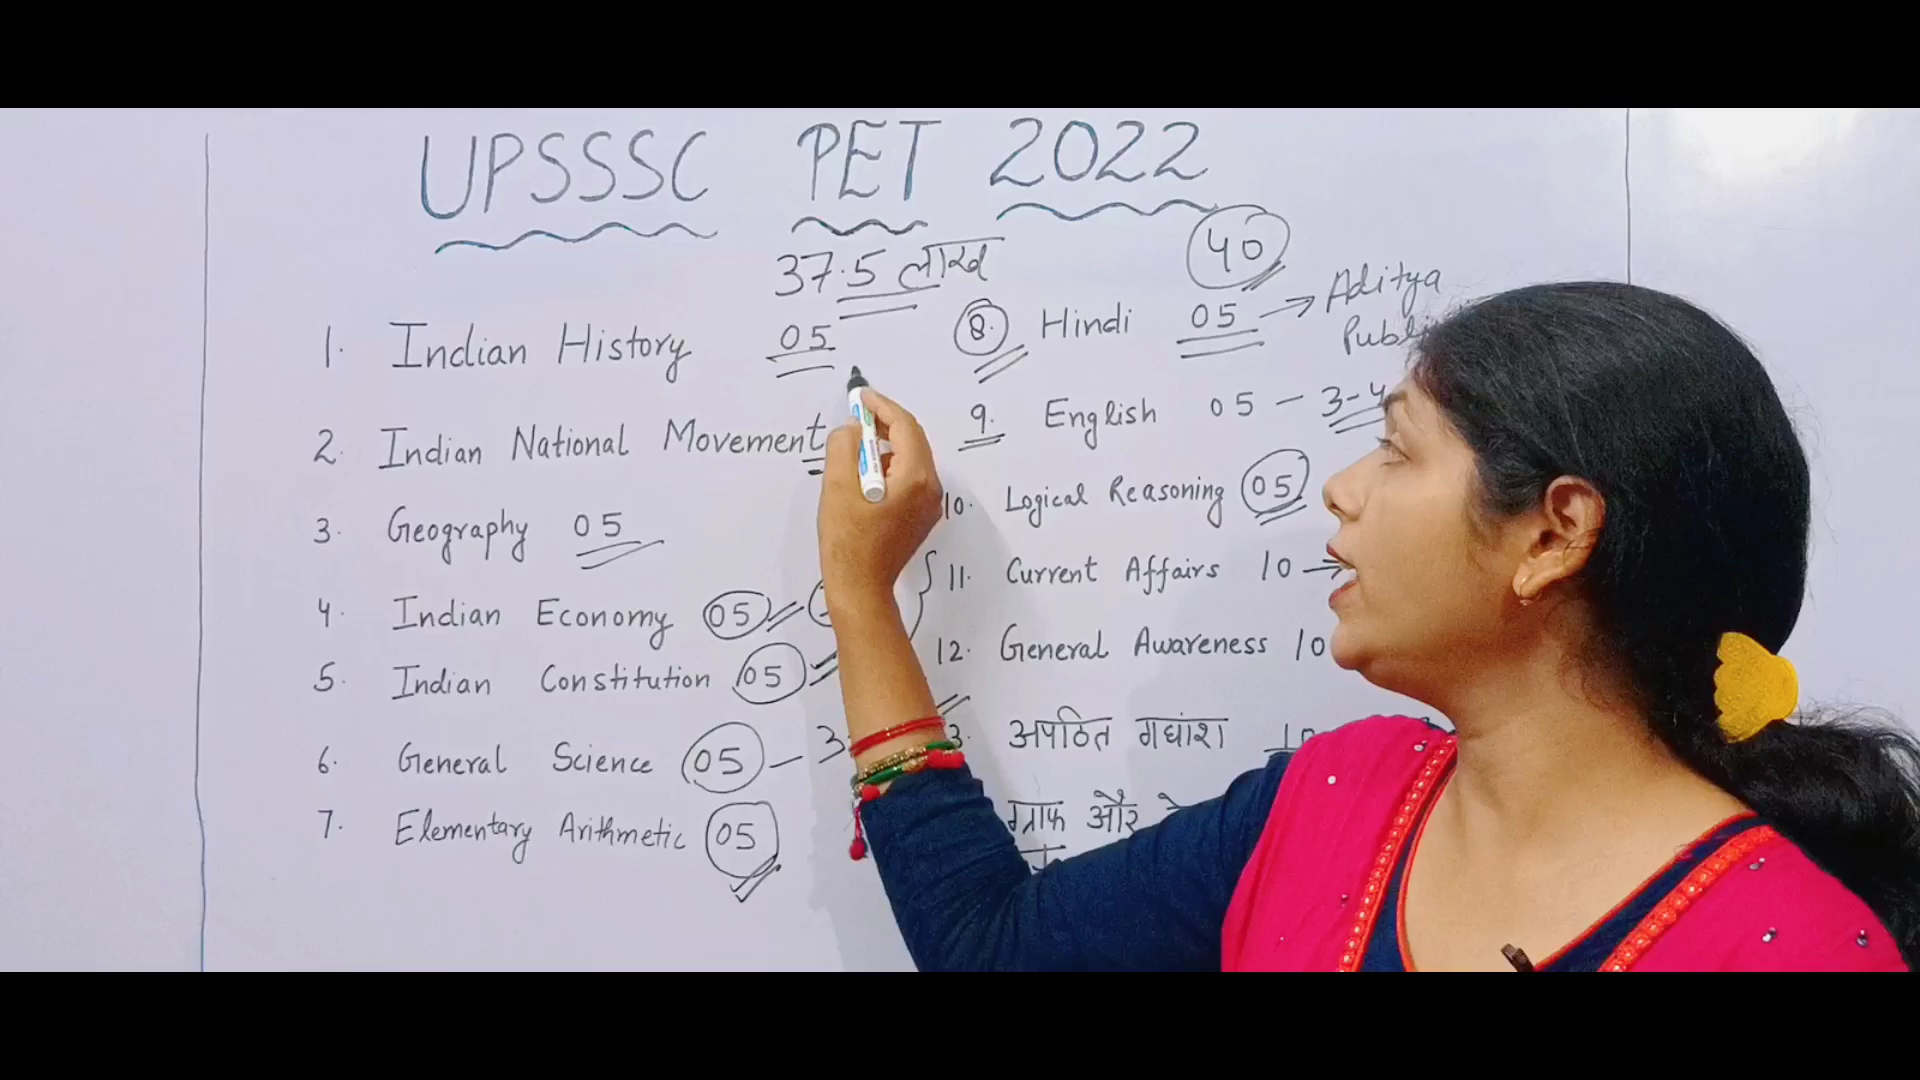 UPSSSC PET 2022
37.5 लाख
40
1. Indian History 05
2. Indian National Movement
3. Geography 05
4. Indian Economy 05
5. Indian Constitution 05
6. General Science 05 - 3
7. Elementary Arithmetic 05
8. Hindi 05 → Aditya
9. English 05 - 3-4
10. Logical Reasoning 05
11. Current Affairs 10 →
12. General Awareness 10
3. अपठित गद्यांश 10
ग्राफ और